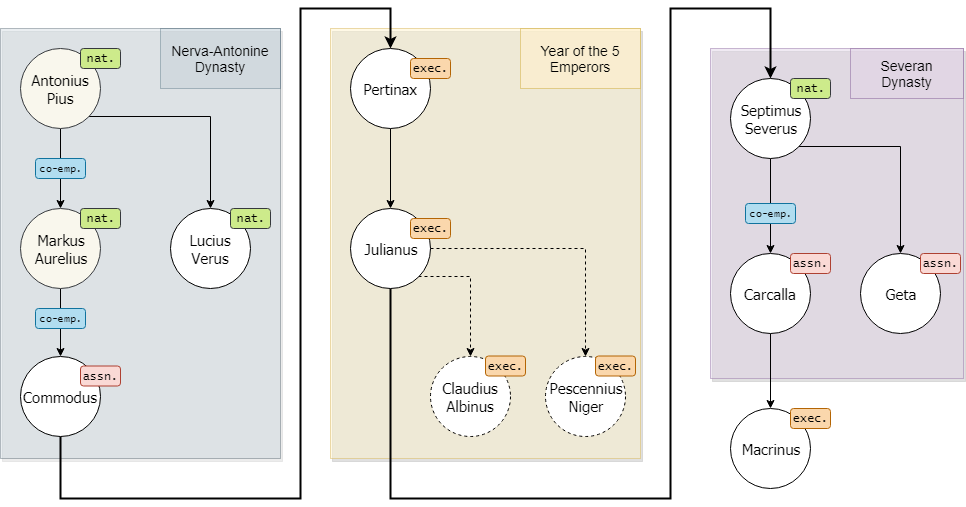 Nerva-Antonine
Dynasty
nat.
Antonius
Pius
co-emp.
nat.
Markus
Aurelius
nat.
Lucius
Verus
co-emp.
assn.
Commodus
Year of the 5
Emperors
exec.
Pertinax
exec.
Julianus
exec.
Claudius
Albinus
exec.
Pescennius
Niger
Severan
Dynasty
nat.
Septimus
Severus
co-emp.
assn.
Carcalla
assn.
Geta
exec.
Macrinus